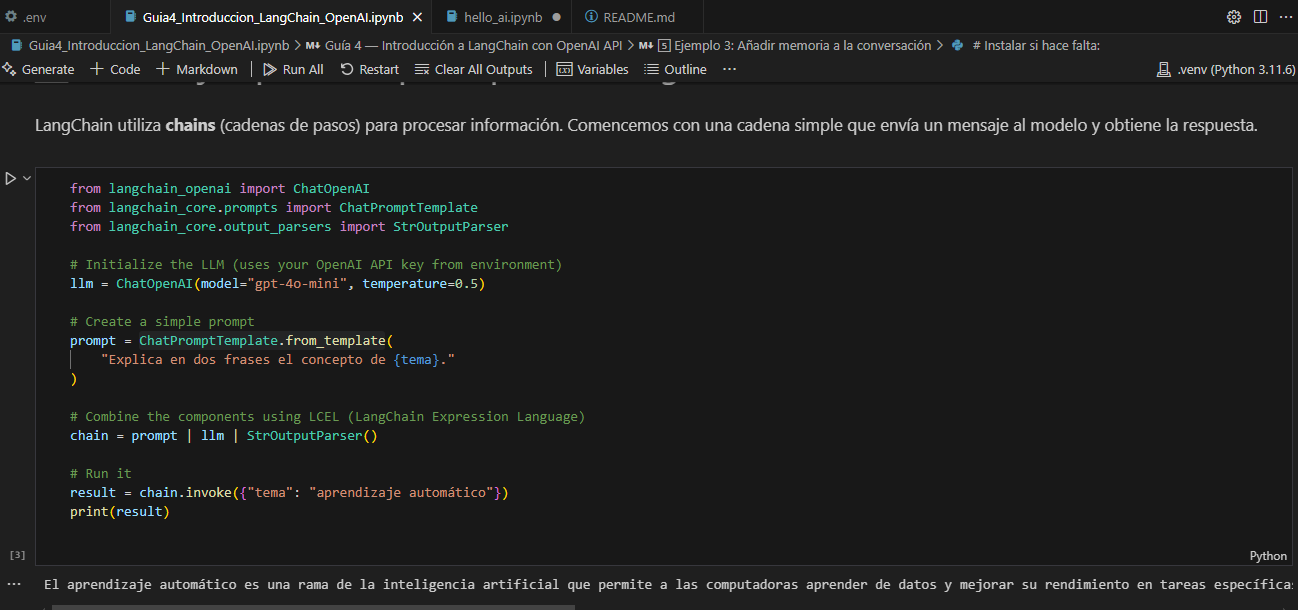 .env
Guia4_Introduccion_LangChain_OpenAI.ipynb
hello_ai.ipynb
README.md
Guia4_Introduccion_LangChain_OpenAI.ipynb > M↓ Guía 4 — Introducción a LangChain con OpenAI API > M↓ 5 Ejemplo 3: Añadir memoria a la conversación > # Instalar si hace falta:
Generate + Code + Markdown | Run All Restart Clear All Outputs | Variables Outline ...
.venv (Python 3.11.6)
LangChain utiliza chains (cadenas de pasos) para procesar información. Comencemos con una cadena simple que envía un mensaje al modelo y obtiene la respuesta.
from langchain_openai import ChatOpenAI
from langchain_core.prompts import ChatPromptTemplate
from langchain_core.output_parsers import StrOutputParser
# Initialize the LLM (uses your OpenAI API key from environment)
llm = ChatOpenAI(model="gpt-4o-mini", temperature=0.5)
# Create a simple prompt
prompt = ChatPromptTemplate.from_template(
"Explica en dos frases el concepto de {tema}."
)
# Combine the components using LCEL (LangChain Expression Language)
chain = prompt | llm | StrOutputParser()
# Run it
result = chain.invoke({"tema": "aprendizaje automático"})
print(result)
[3]
Python
El aprendizaje automático es una rama de la inteligencia artificial que permite a las computadoras aprender de datos y mejorar su rendimiento en tareas específicas